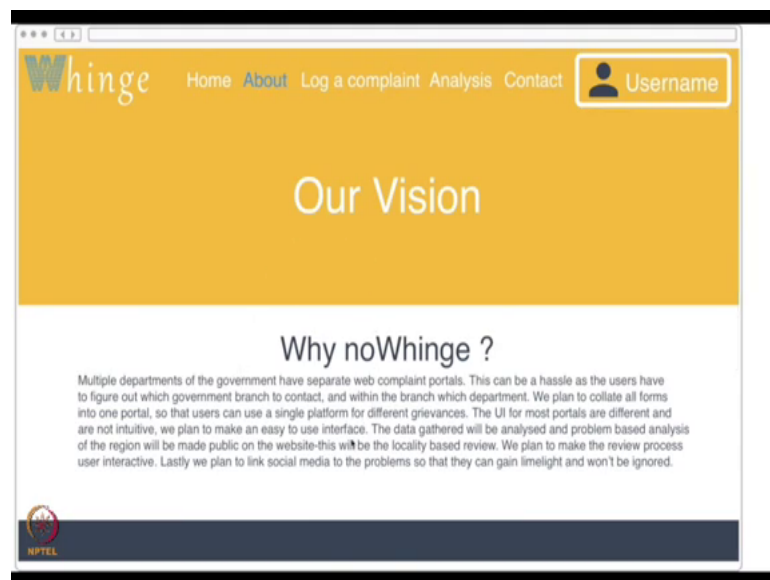 Whinge Home About Log a complaint Analysis Contact Username
Our Vision
Why noWhinge ?
Multiple departments of the government have separate web complaint portals. This can be a hassle as the users have
to figure out which government branch to contact, and within the branch which department. We plan to collate all forms
into one portal, so that users can use a single platform for different grievances. The UI for most portals are different and
are not intuitive, we plan to make an easy to use interface. The data gathered will be analysed and problem based analysis
of the region will be made public on the website-this will be the locality based review. We plan to make the review process
user interactive. Lastly we plan to link social media to the problems so that they can gain limelight and won't be ignored.
NPTEL